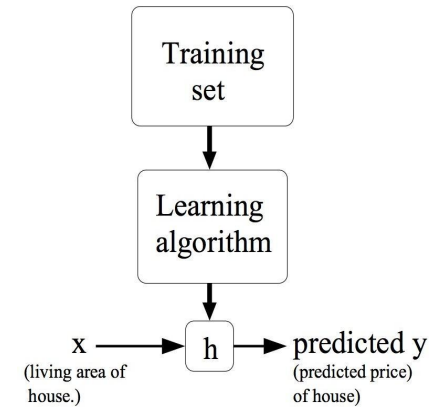 Training
set
Learning
algorithm
x
h
predicted y
(living area of
house.)
(predicted price)
of house)